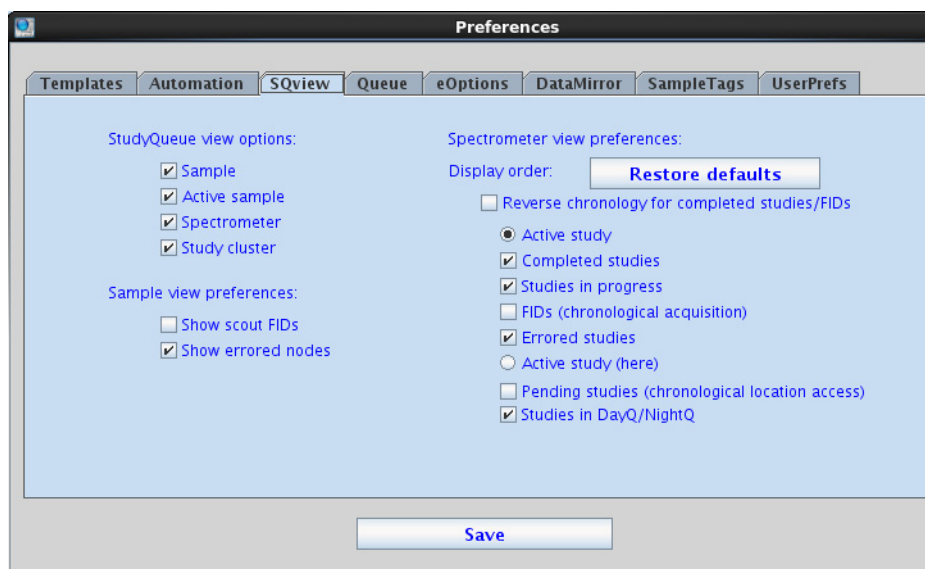 Preferences
Templates Automation SQview Queue eOptions DataMirror SampleTags UserPrefs
StudyQueue view options:
Sample
Active sample
Spectrometer
Study cluster
Sample view preferences:
Show scout FIDs
Show errored nodes
Spectrometer view preferences:
Display order: Restore defaults
Reverse chronology for completed studies/FIDs
Active study
Completed studies
Studies in progress
FIDs (chronological acquisition)
Errored studies
Active study (here)
Pending studies (chronological location access)
Studies in DayQ/NightQ
Save